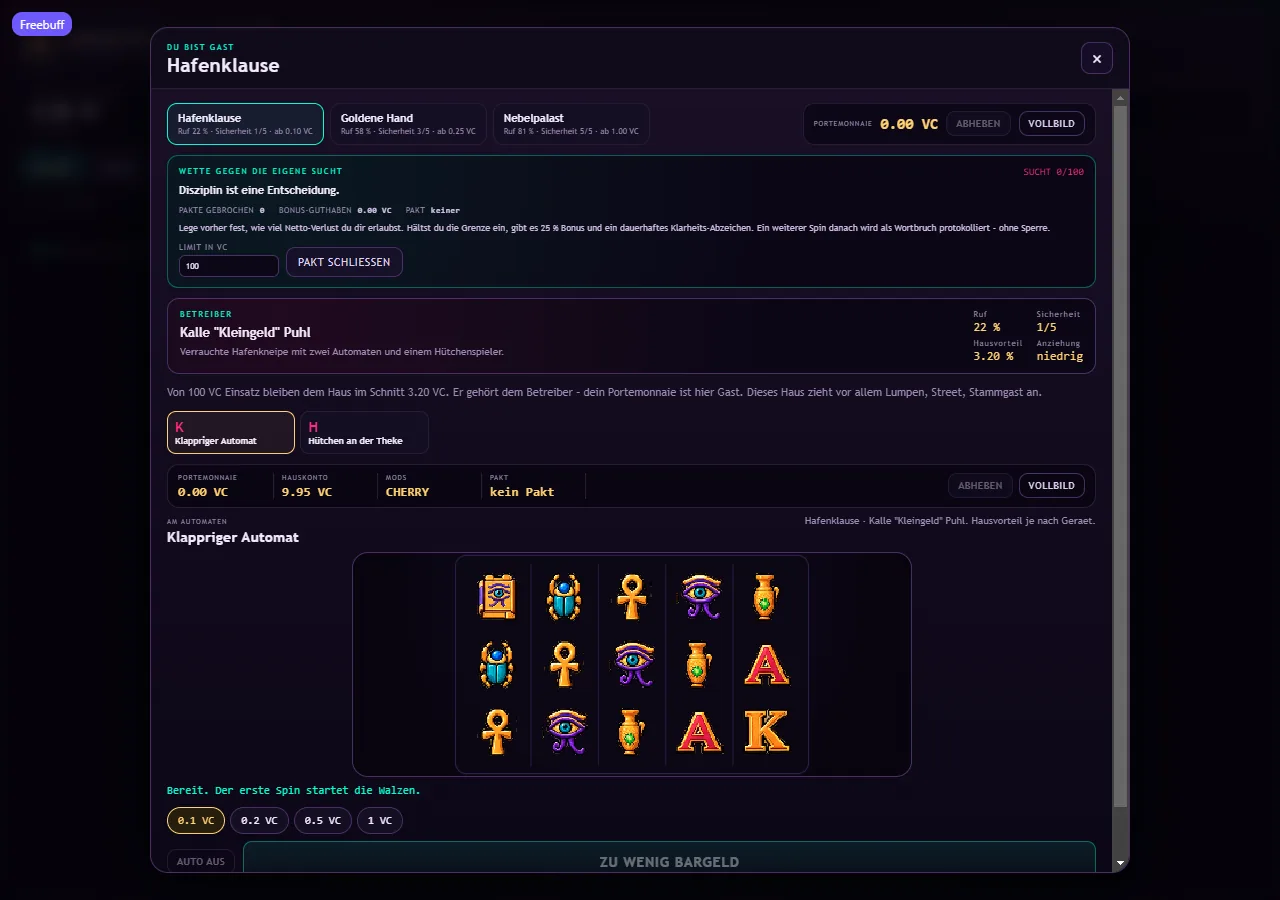 Freebuff
DU BIST GAST
Hafenklause
×
Hafenklause
Ruf 22 % · Sicherheit 1/5 · ab 0.10 VC
Goldene Hand
Ruf 58 % · Sicherheit 3/5 · ab 0.25 VC
Nebelpalast
Ruf 81 % · Sicherheit 5/5 · ab 1.00 VC
PORTEMONNAIE 0.00 VC ABHEBEN VOLLBILD
WETTE GEGEN DIE EIGENE SUCHT
SUCHT 0/100
Disziplin ist eine Entscheidung.
PAKTE GEBROCHEN 0 BONUS-GUTHABEN 0.00 VC PAKT keiner
Lege vorher fest, wie viel Netto-Verlust du dir erlaubst. Hältst du die Grenze ein, gibt es 25 % Bonus und ein dauerhaftes Klarheits-Abzeichen. Ein weiterer Spin danach wird als Wortbruch protokolliert - ohne Sperre.
LIMIT IN VC
100
PAKT SCHLIESSEN
BETREIBER
Kalle "Kleingeld" Puhl
Verrauchte Hafenkneipe mit zwei Automaten und einem Hütchenspieler.
Ruf
22 %
Sicherheit
1/5
Hausvorteil
3.20 %
Anziehung
niedrig
Von 100 VC Einsatz bleiben dem Haus im Schnitt 3.20 VC. Er gehört dem Betreiber - dein Portemonnaie ist hier Gast. Dieses Haus zieht vor allem Lumpen, Street, Stammgast an.
K
Klappriger Automat
H
Hütchen an der Theke
PORTEMONNAIE
0.00 VC
HAUSKONTO
9.95 VC
MODS
CHERRY
PAKT
kein Pakt
ABHEBEN
VOLLBILD
AM AUTOMATEN
Klappriger Automat
Hafenklause · Kalle "Kleingeld" Puhl. Hausvorteil je nach Geraet.
A
A K
Bereit. Der erste Spin startet die Walzen.
0.1 VC 0.2 VC 0.5 VC 1 VC
AUTO AUS
ZU WENIG BARGELD